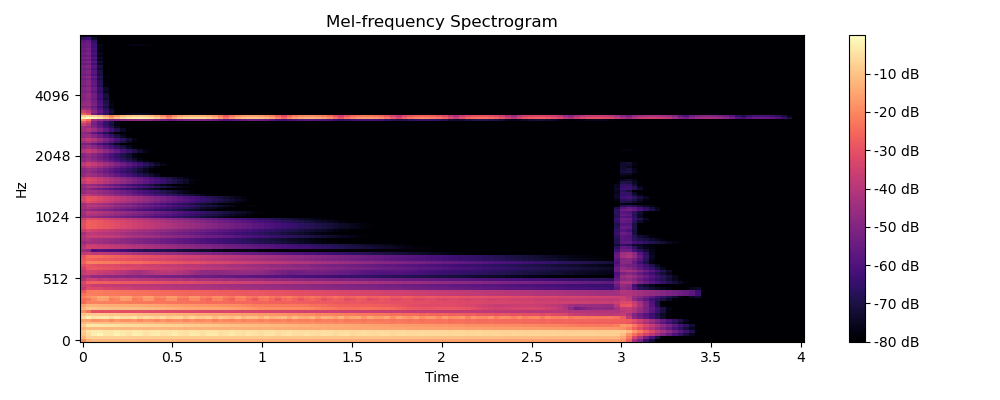 Mel-frequency Spectrogram
Hz
4096
2048
1024
512
0
0 0.5 1 1.5 2 2.5 3 3.5 4
Time
-10 dB
-20 dB
-30 dB
-40 dB
-50 dB
-60 dB
-70 dB
-80 dB